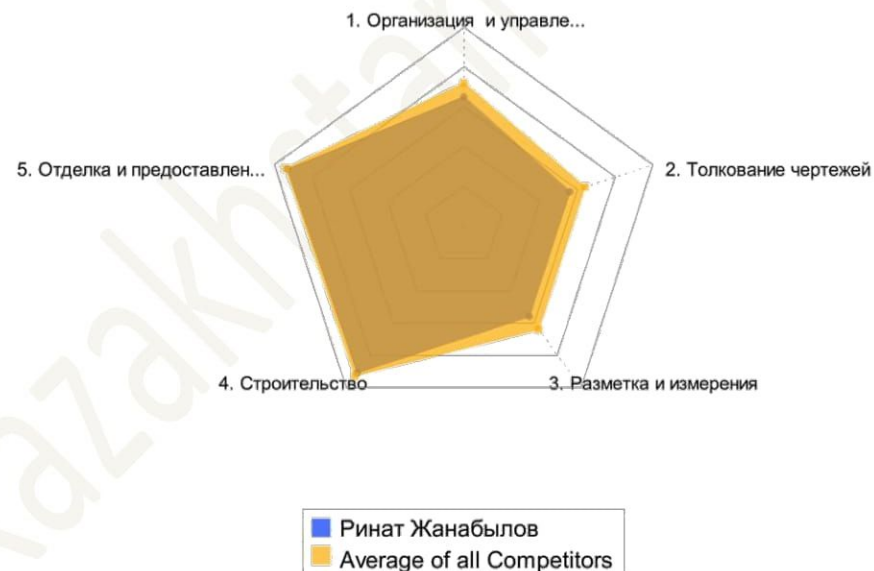 1. Организация и управле...
5. Отделка и предоставлен...
2. Толкование чертежей
4. Строительство
3. Разметка и измерения
Ринат Жанабылов
Average of all Competitors